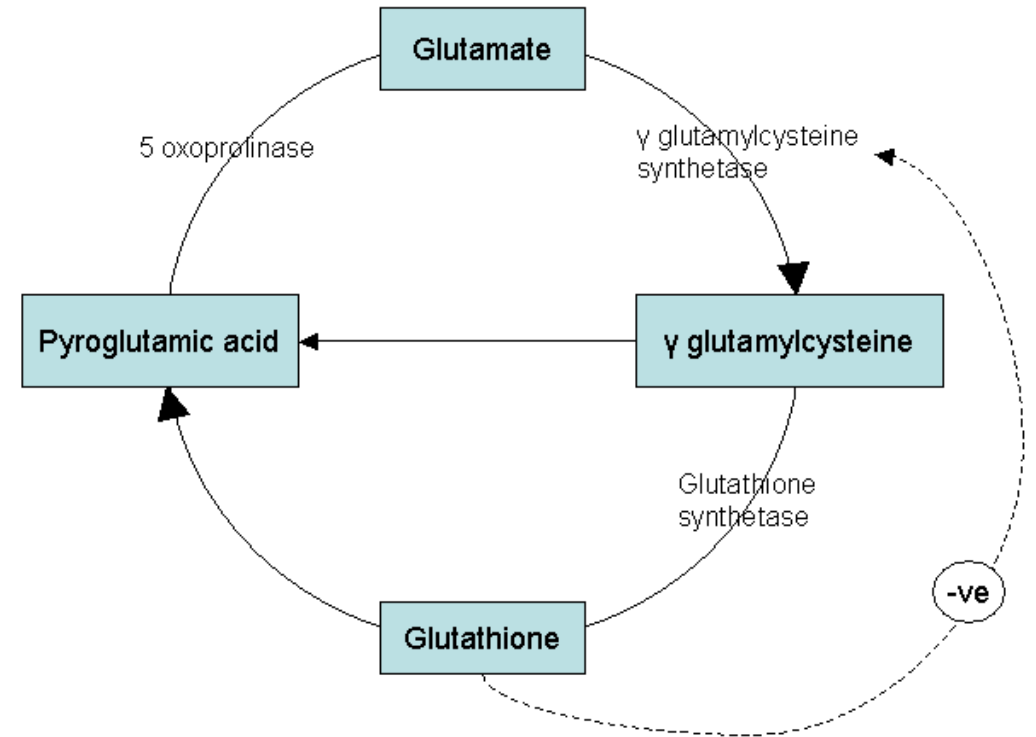 Glutamate
5 oxoprolinase
γ glutamylcysteine
synthetase
Pyroglutamic acid
γ glutamylcysteine
Glutathione
synthetase
-ve
Glutathione